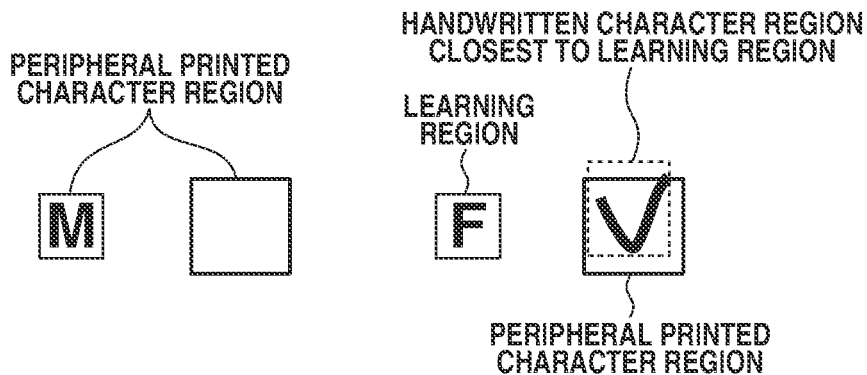 HANDWRITTEN CHARACTER REGION
CLOSEST TO LEARNING REGION
PERIPHERAL PRINTED
CHARACTER REGION
LEARNING
REGION
M
F
PERIPHERAL PRINTED
CHARACTER REGION